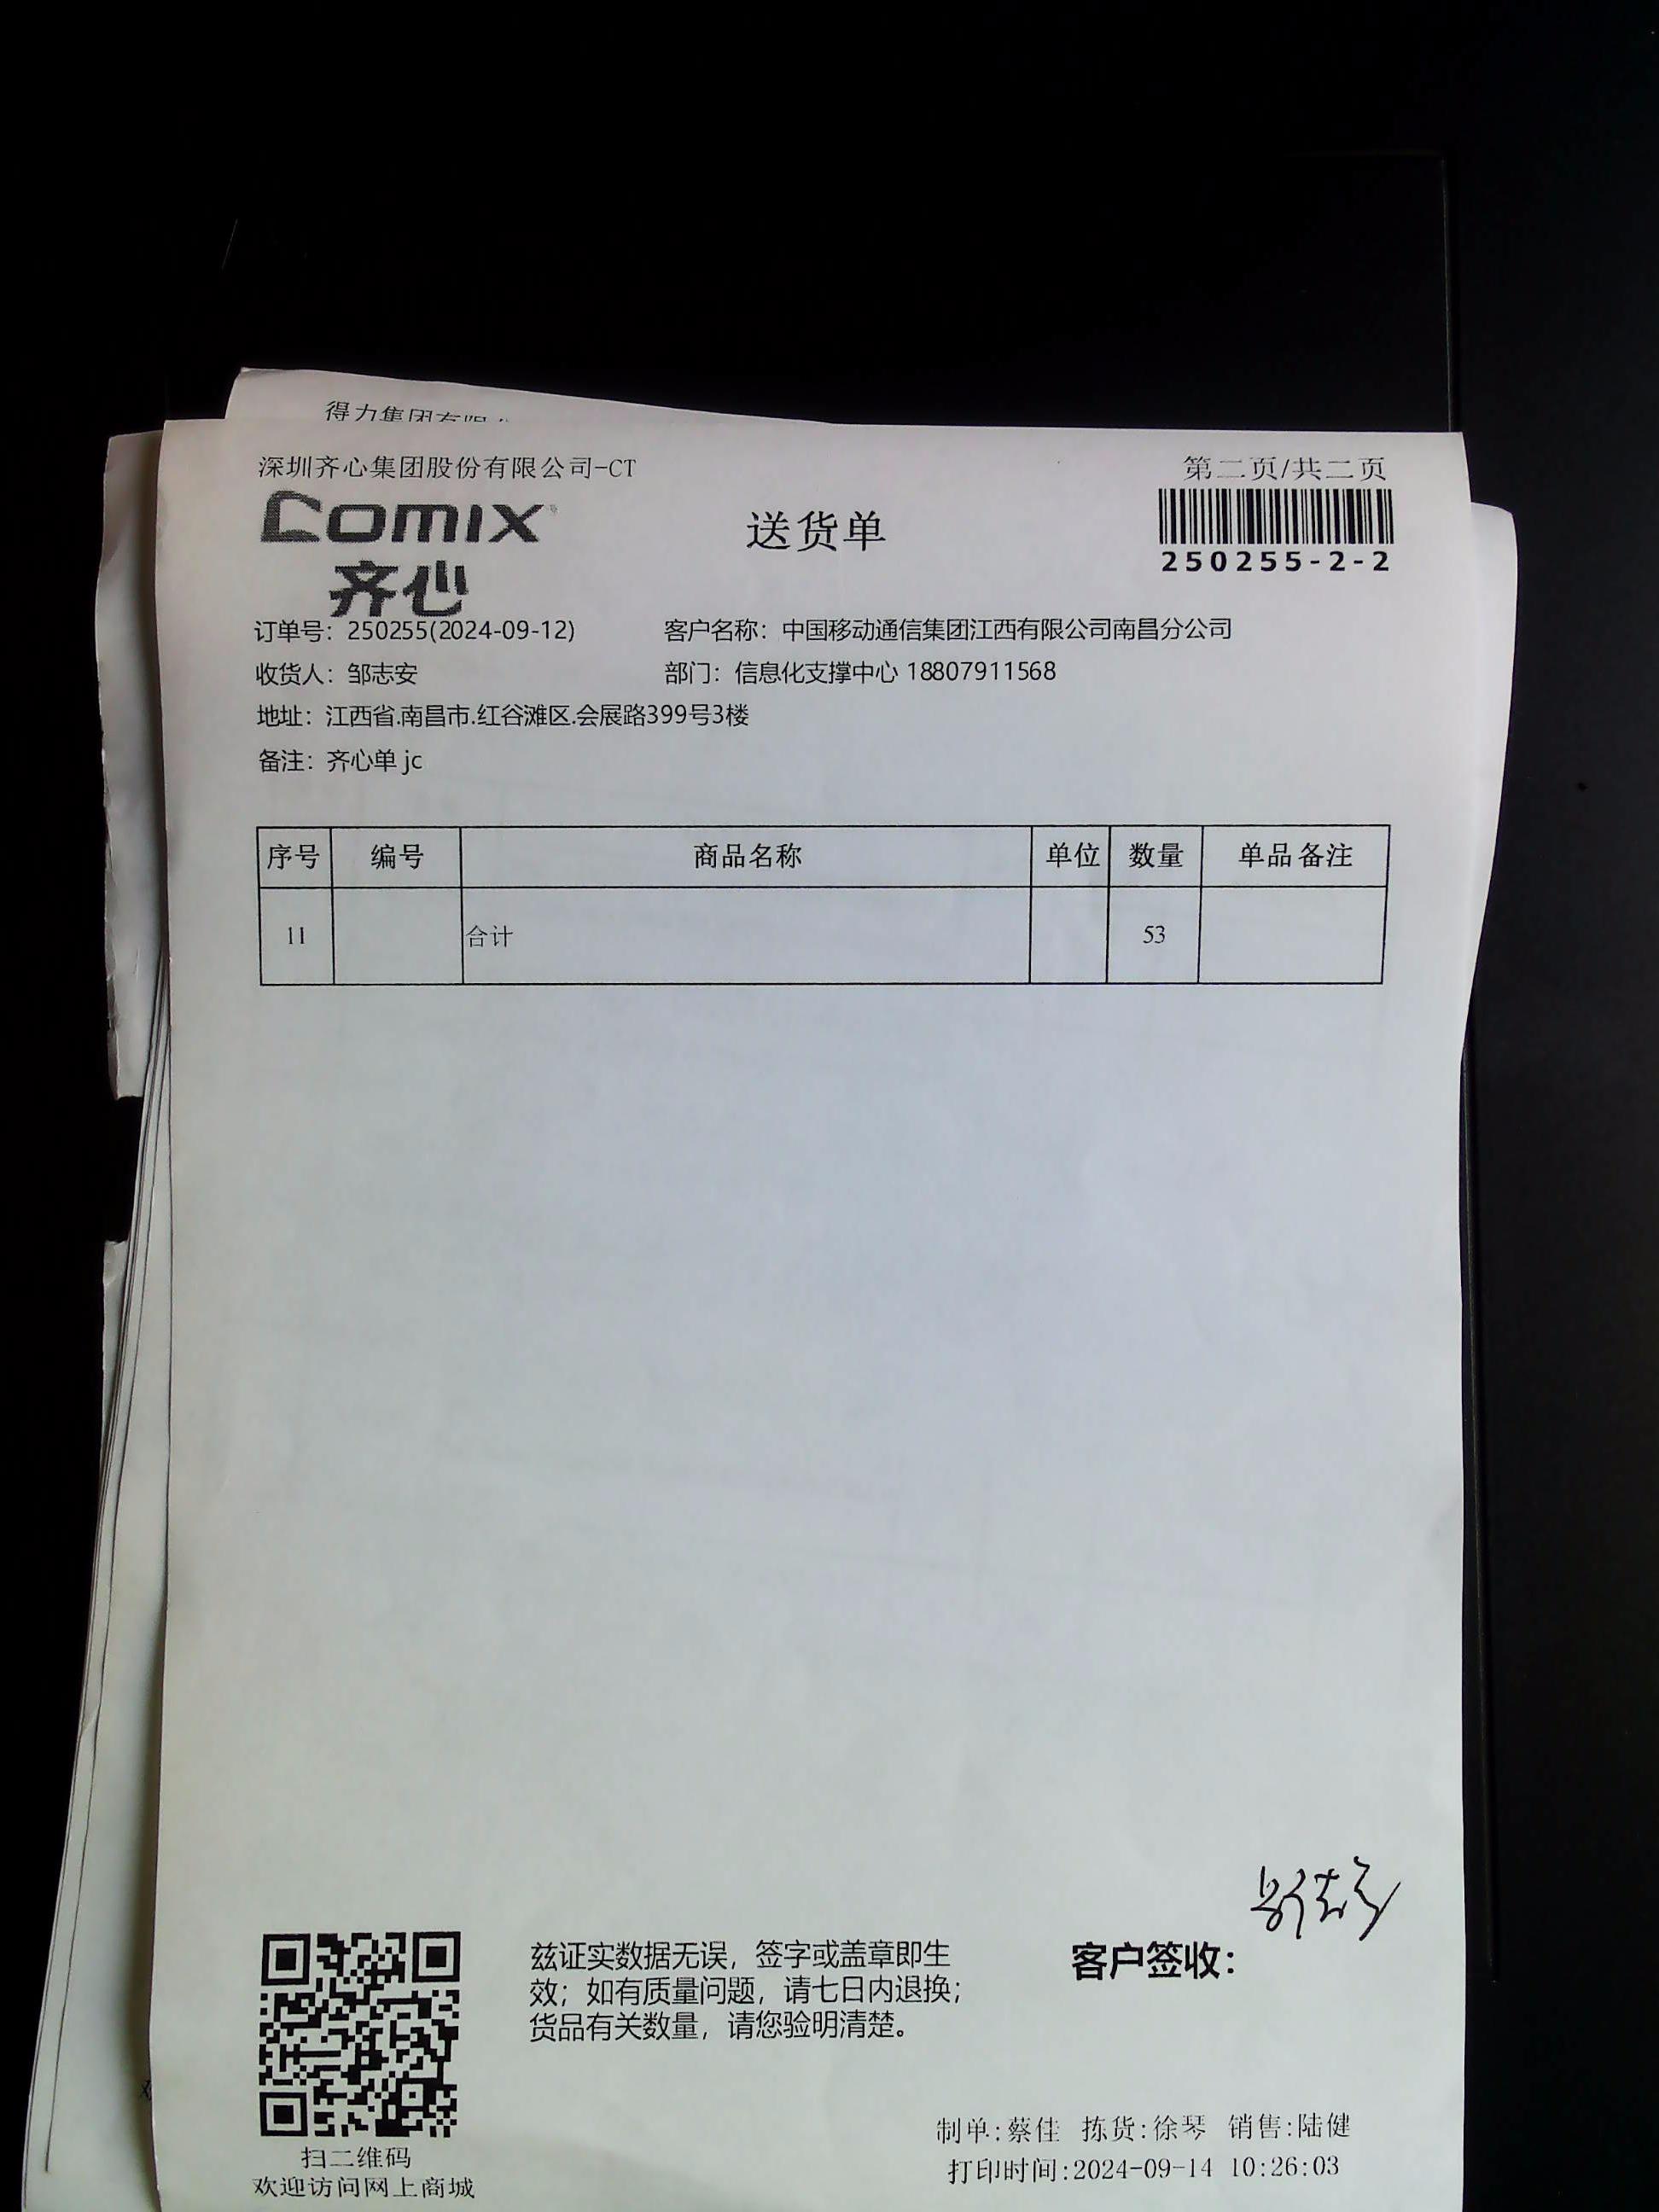 得力集团有限
深圳齐心集团股份有限公司-CT
第二页/共二页
Comix
齐心
送货单
250255-2-2
订单号：250255(2024-09-12)
客户名称：中国移动通信集团江西有限公司南昌分公司
收货人：邹志安
部门：信息化支撑中心 18807911568
地址：江西省.南昌市.红谷滩区.会展路399号3楼
备注：齐心单 jc
序号 编号 商品名称 单位 数量 单品备注
11 合计 53
兹证实数据无误，签字或盖章即生
效；如有质量问题，请七日内退换；
货品有关数量，请您验明清楚。
客户签收：
扫二维码
欢迎访问网上商城
制单:蔡佳 拣货:徐琴 销售:陆健
打印时间:2024-09-14 10:26:03